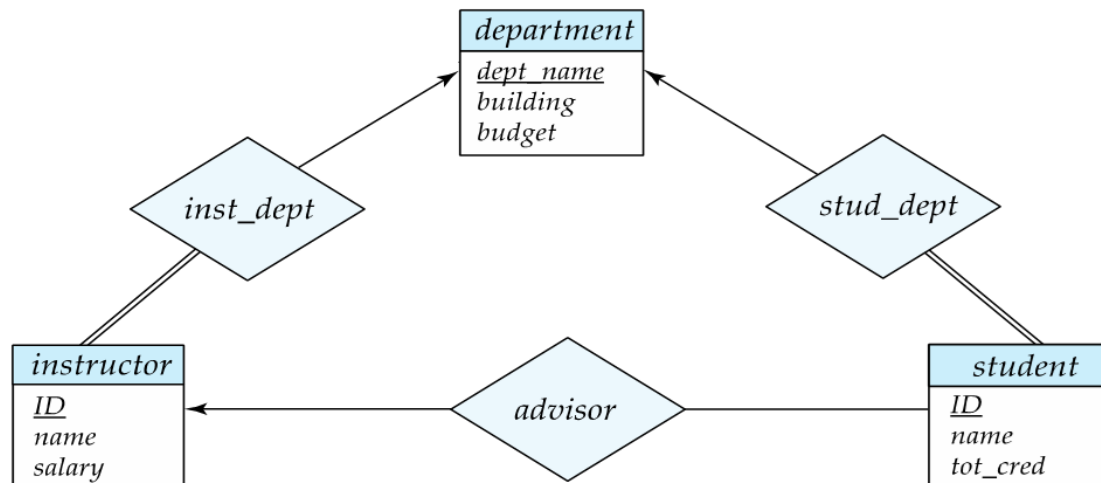 department
dept_name
building
budget
inst_dept
stud_dept
instructor
ID
name
salary
advisor
student
ID
name
tot_cred